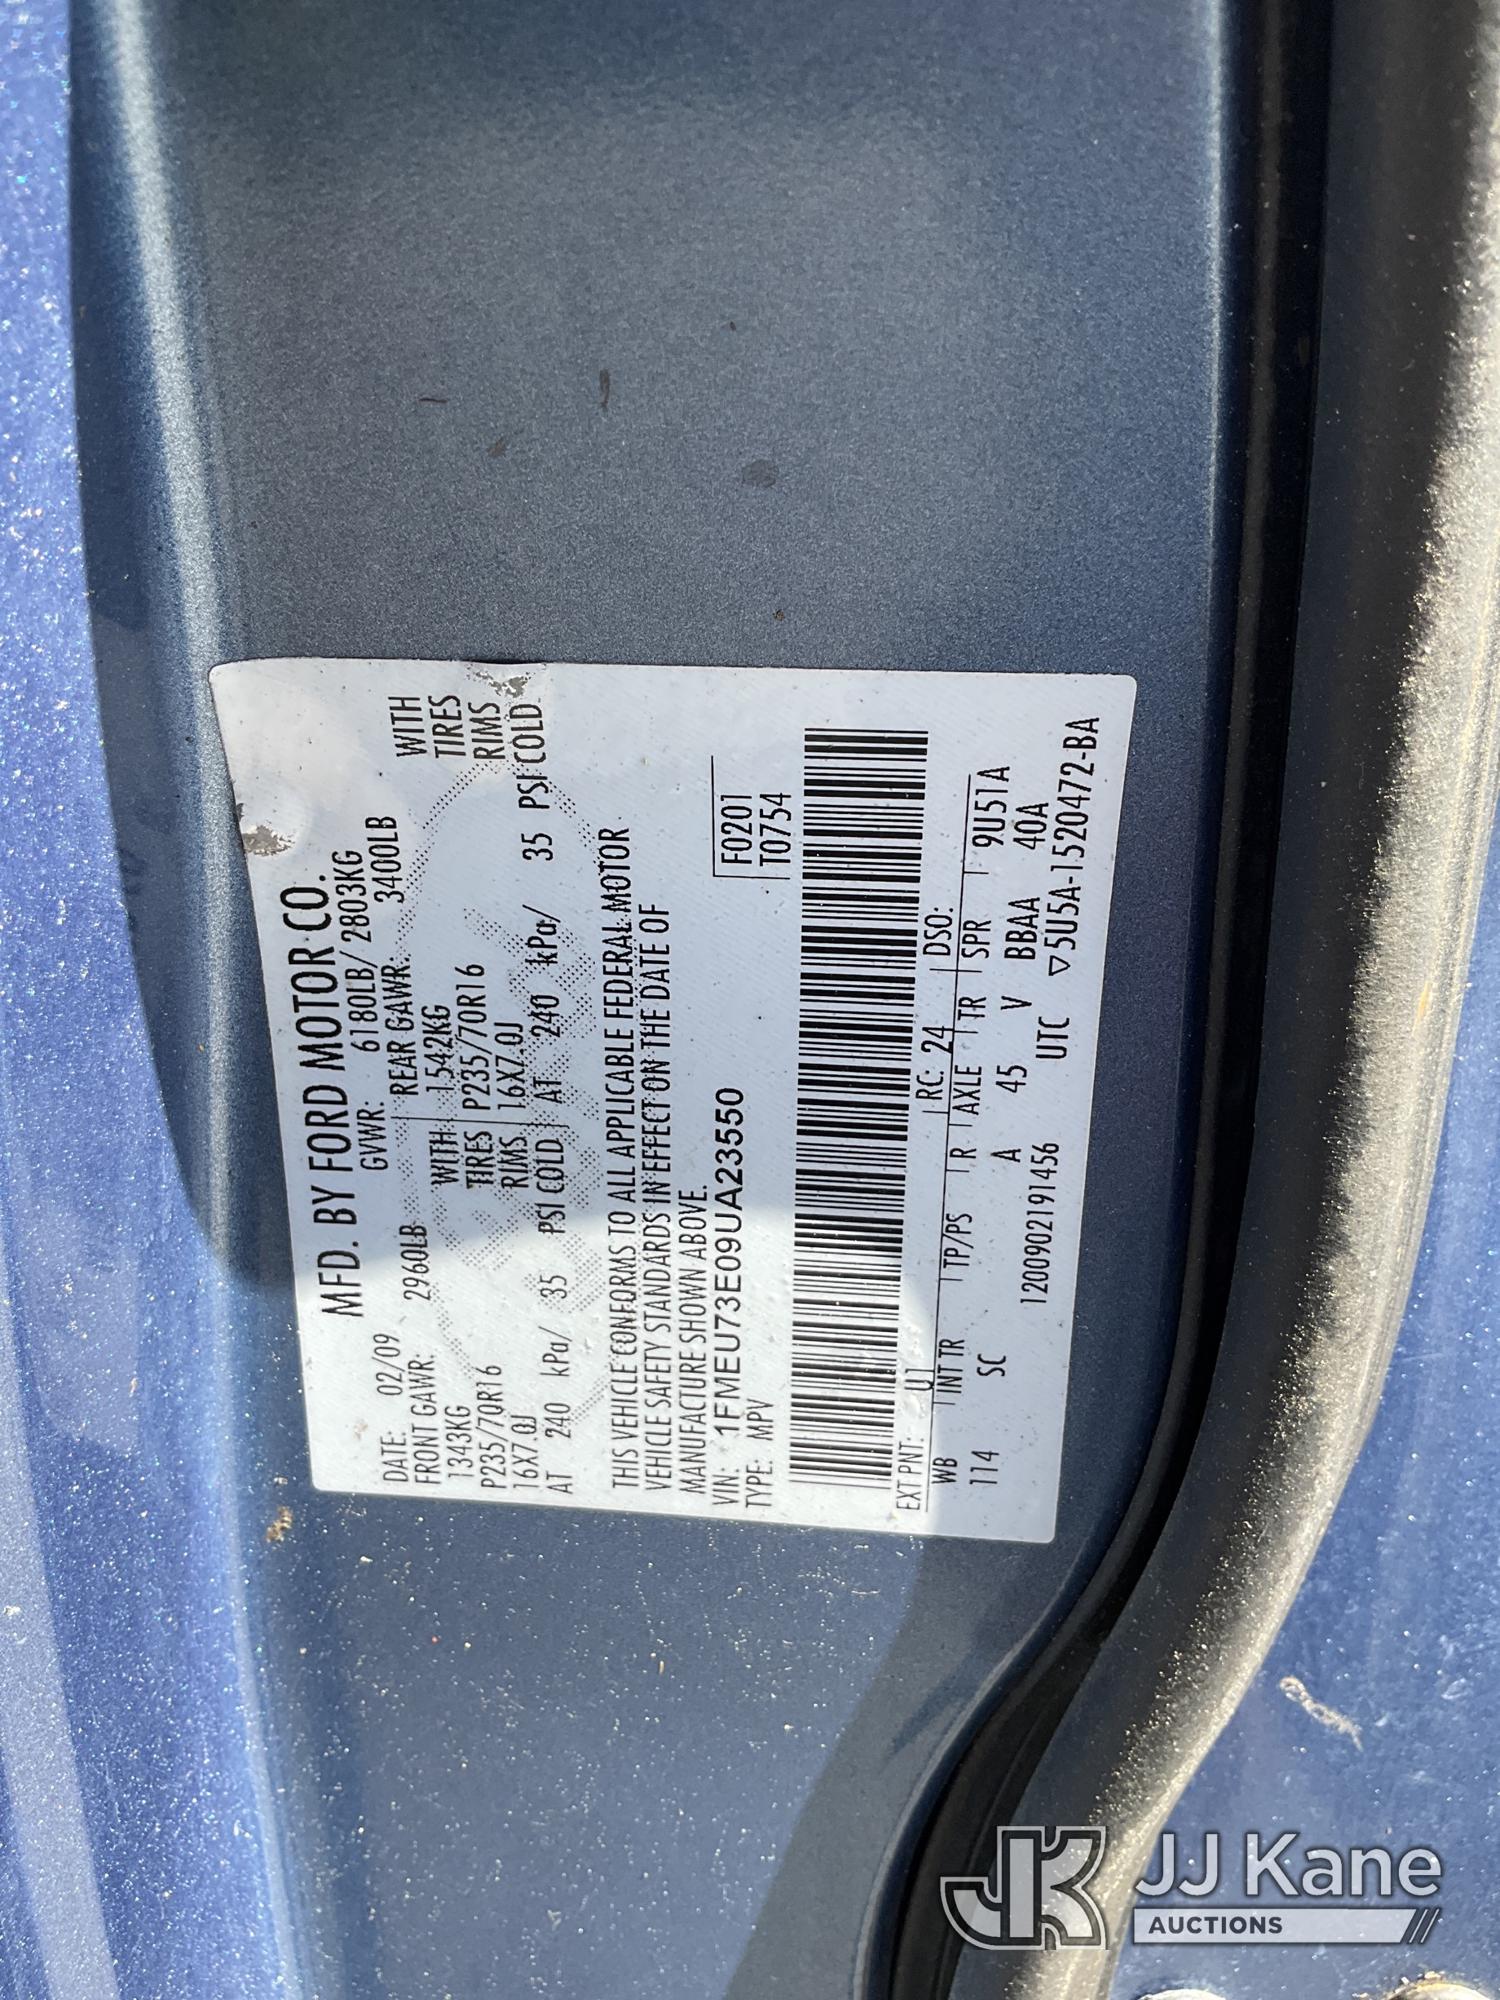 MFD. BY FORD MOTOR CO.
DATE: 02/09 GVWR: 6180LB/2803KG
FRONT GAWR: 2960LB REAR GAWR: 3400LB
1343KG WITH 1542KG WITH
P235/70R16 TIRES P235/70R16 TIRES
16X7.0J RIMS 16X7.0J RIMS
AT 240 kPa/ 35 PSI COLD AT 240 kPa/ 35 PSI COLD
THIS VEHICLE CONFORMS TO ALL APPLICABLE FEDERAL MOTOR
VEHICLE SAFETY STANDARDS IN EFFECT ON THE DATE OF
MANUFACTURE SHOWN ABOVE.
VIN: 1FMEU73E09UA23550 F0201
TYPE: MPV T0754
EXT PNT: U1 RC: 24 DSO:
WB INT TR TP/PS R AXLE TR SPR 9U51A
114 SC A 45 V BBAA 40A
1200902191456 UTC ▽5U5A-1520472-BA
JK JJ Kane
AUCTIONS